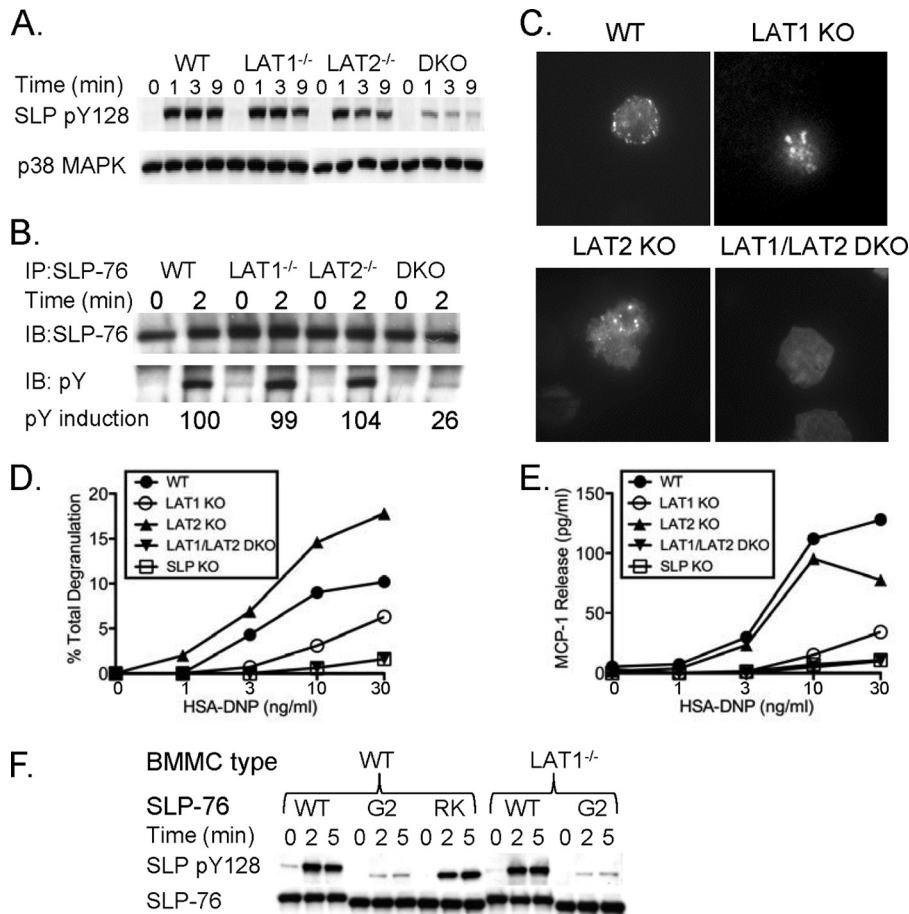 A.
WT LAT1-/- LAT2-/- DKO
Time (min) 0 1 3 9 0 1 3 9 0 1 3 9 0 1 3 9
SLP pY128
p38 MAPK
B.
IP:SLP-76 WT LAT1-/- LAT2-/- DKO
Time (min) 0 2 0 2 0 2 0 2
IB:SLP-76
IB: pY
pY induction 100 99 104 26
C.
WT LAT1 KO
LAT2 KO LAT1/LAT2 DKO
D.
WT
LAT1 KO
LAT2 KO
LAT1/LAT2 DKO
SLP KO
% Total Degranulation
20
15
10
5
0
0 1 3 10 30
HSA-DNP (ng/ml)
E.
WT
LAT1 KO
LAT2 KO
LAT1/LAT2 DKO
SLP KO
MCP-1 Release (pg/ml)
150
100
50
0
0 1 3 10 30
HSA-DNP (ng/ml)
F.
BMMC type WT LAT1-/-
SLP-76 WT G2 RK WT G2
Time (min) 0 2 5 0 2 5 0 2 5 0 2 5 0 2 5
SLP pY128
SLP-76